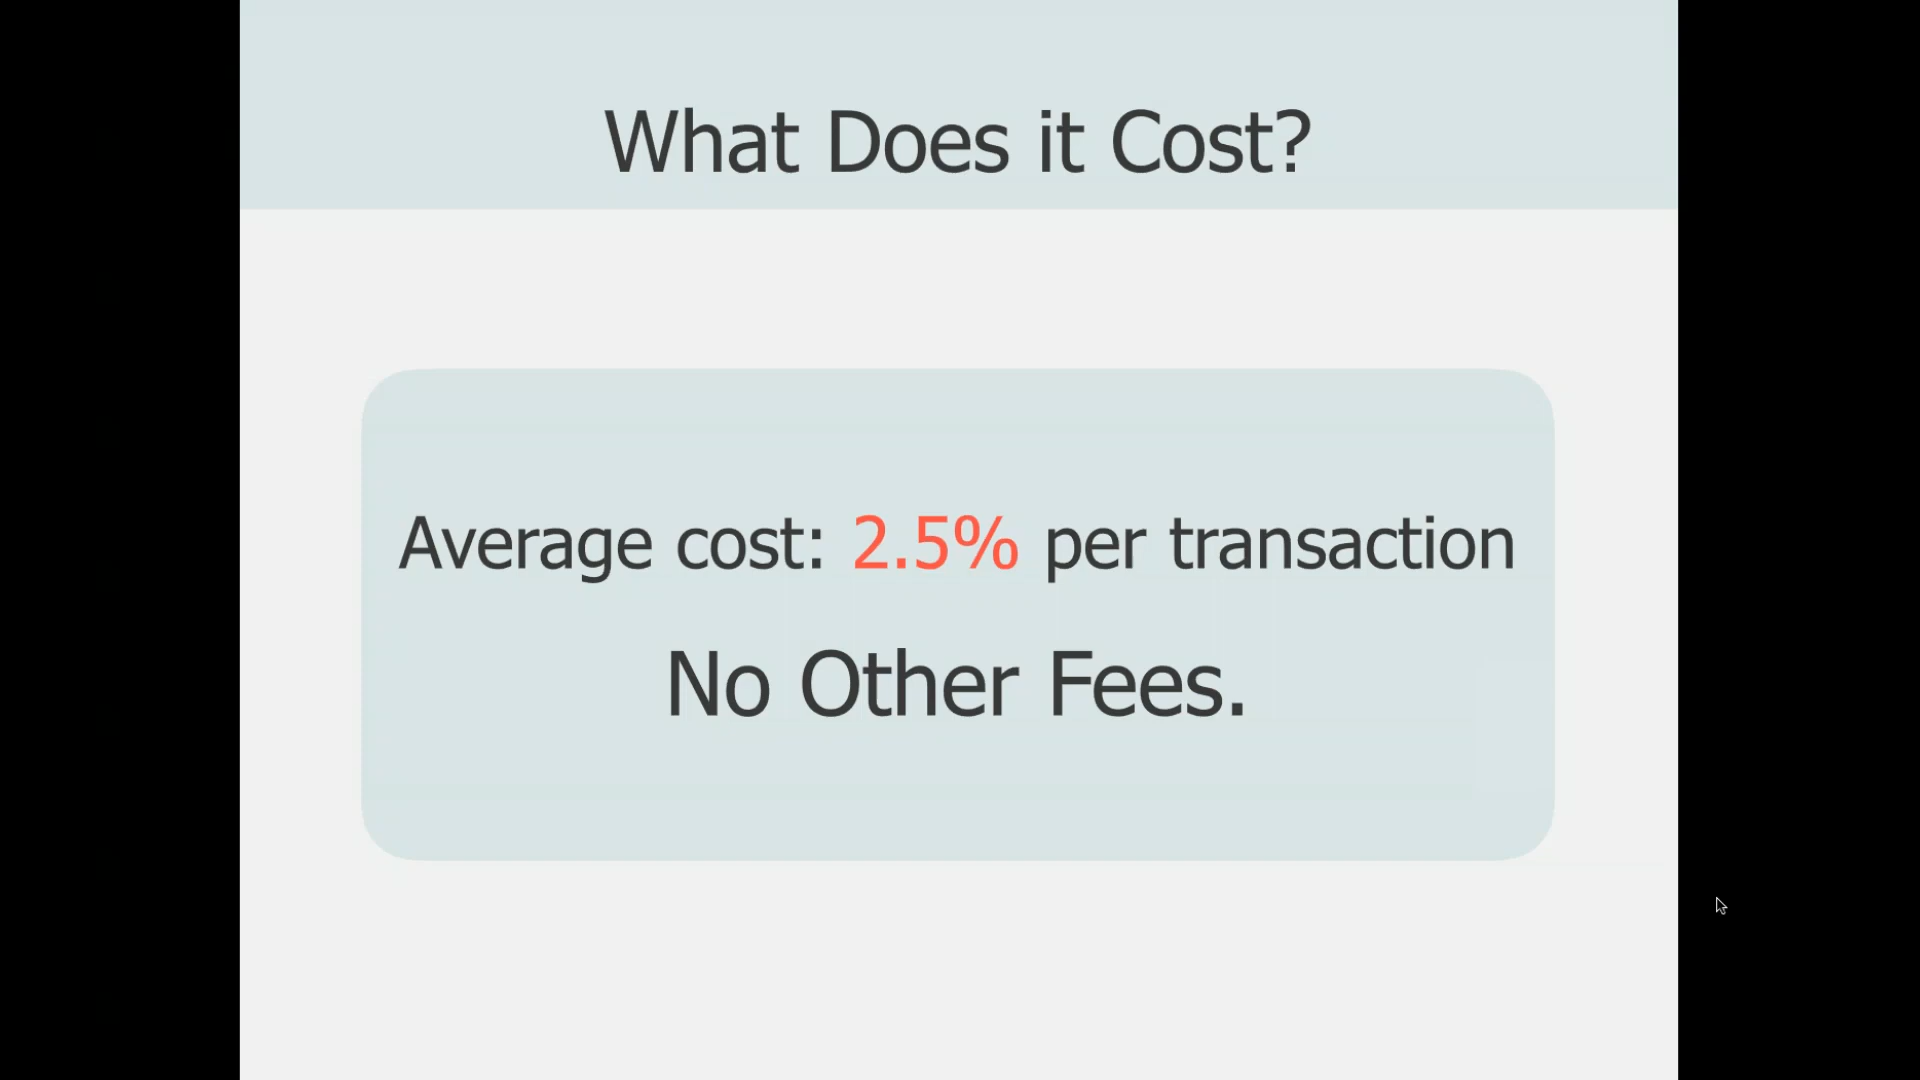 What Does it Cost?
Average cost: 2.5% per transaction
No Other Fees.